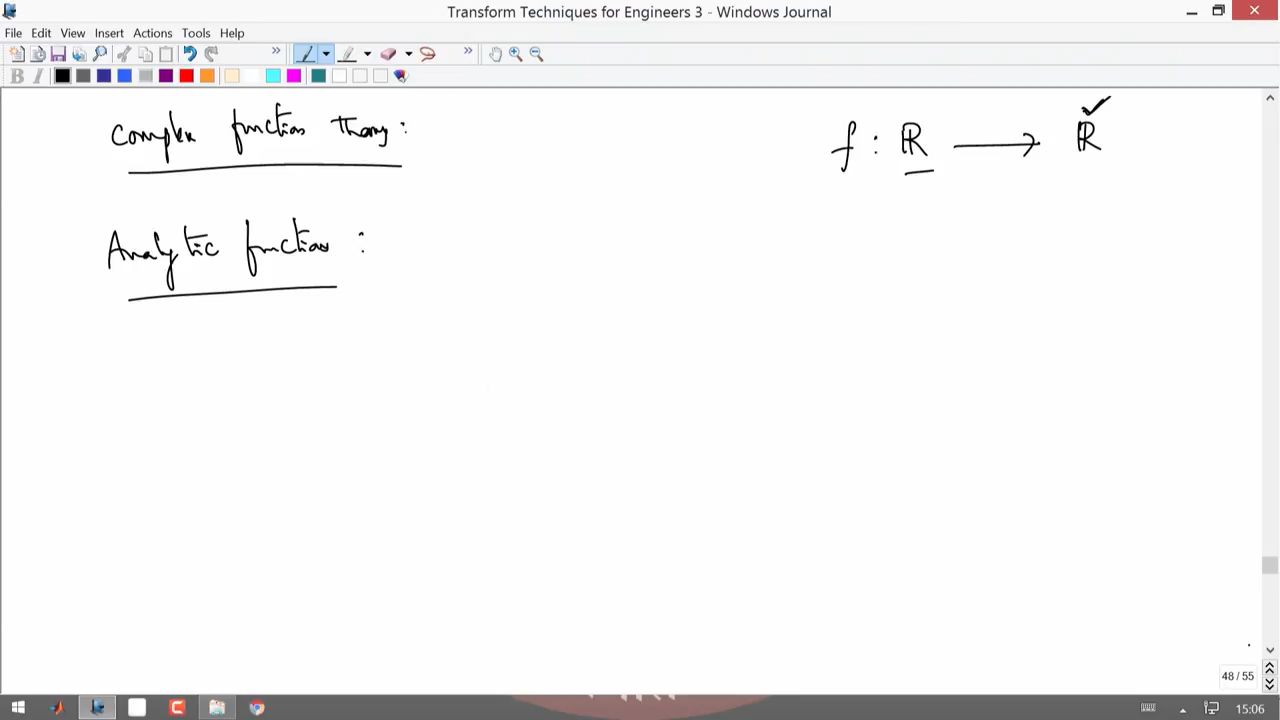 Transform Techniques for Engineers 3 - Windows Journal
File Edit View Insert Actions Tools Help
Complex function theory:
f : ℝ ⟶ ℝ ✓
Analytic function :
48 / 55
15:06